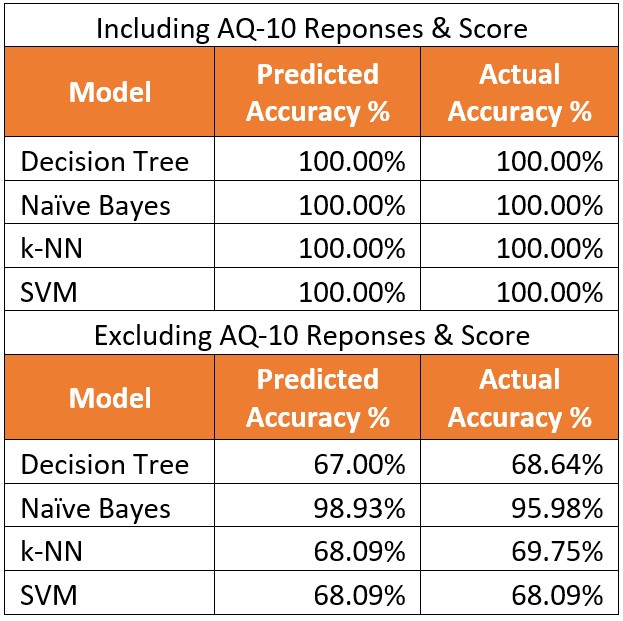 Including AQ-10 Reponses & Score
Model Predicted Accuracy % Actual Accuracy %
Decision Tree 100.00% 100.00%
Naïve Bayes 100.00% 100.00%
k-NN 100.00% 100.00%
SVM 100.00% 100.00%
Excluding AQ-10 Reponses & Score
Model Predicted Accuracy % Actual Accuracy %
Decision Tree 67.00% 68.64%
Naïve Bayes 98.93% 95.98%
k-NN 68.09% 69.75%
SVM 68.09% 68.09%